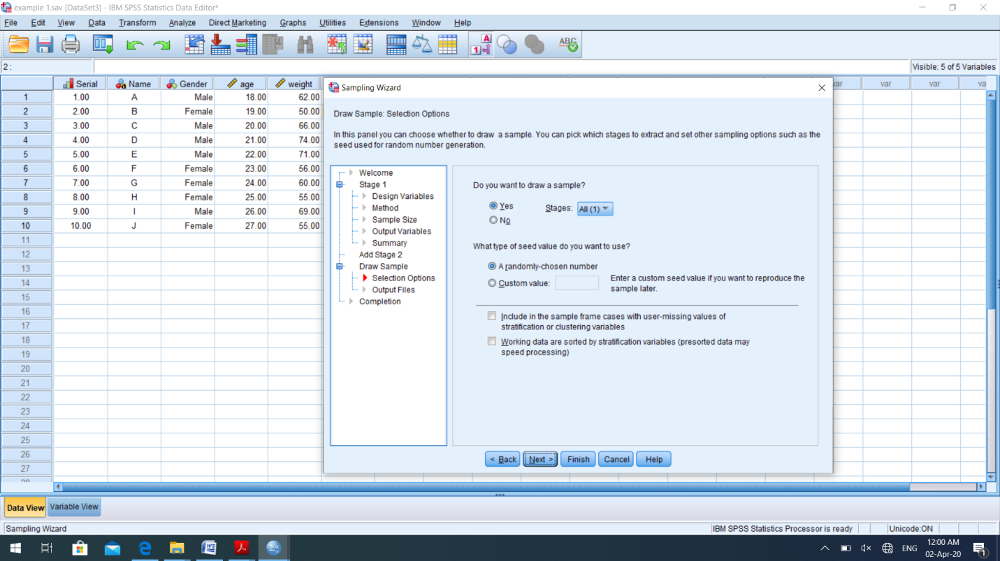 example 1.sav [DataSet3] - IBM SPSS Statistics Data Editor*
File Edit View Data Transform Analyze Direct Marketing Graphs Utilities Extensions Window Help
A
1
ABC
2 :
Visible: 5 of 5 Variables
Serial Name Gender age weight var var var va
1 1.00 A Male 18.00 62.00
2 2.00 B Female 19.00 50.00
3 3.00 C Male 20.00 66.00
4 4.00 D Male 21.00 74.00
5 5.00 E Male 22.00 71.00
6 6.00 F Female 23.00 56.00
7 7.00 G Female 24.00 60.00
8 8.00 H Female 25.00 55.00
9 9.00 I Male 26.00 69.00
10 10.00 J Female 27.00 55.00
11
12
13
14
15
16
17
18
19
20
21
22
23
24
25
26
27
28
Sampling Wizard
Draw Sample: Selection Options
In this panel you can choose whether to draw a sample. You can pick which stages to extract and set other sampling options such as the
seed used for random number generation.
Welcome
Stage 1
Design Variables
Method
Sample Size
Output Variables
Summary
Add Stage 2
Draw Sample
Selection Options
Output Files
Completion
Do you want to draw a sample?
Yes Stages: All (1)
No
What type of seed value do you want to use?
A randomly-chosen number
Custom value: Enter a custom seed value if you want to reproduce the
sample later.
Include in the sample frame cases with user-missing values of
stratification or clustering variables
Working data are sorted by stratification variables (presorted data may
speed processing)
< Back Next > Finish Cancel Help
Data View Variable View
Sampling Wizard IBM SPSS Statistics Processor is ready Unicode:ON
ENG 12:00 AM
02-Apr-20 1